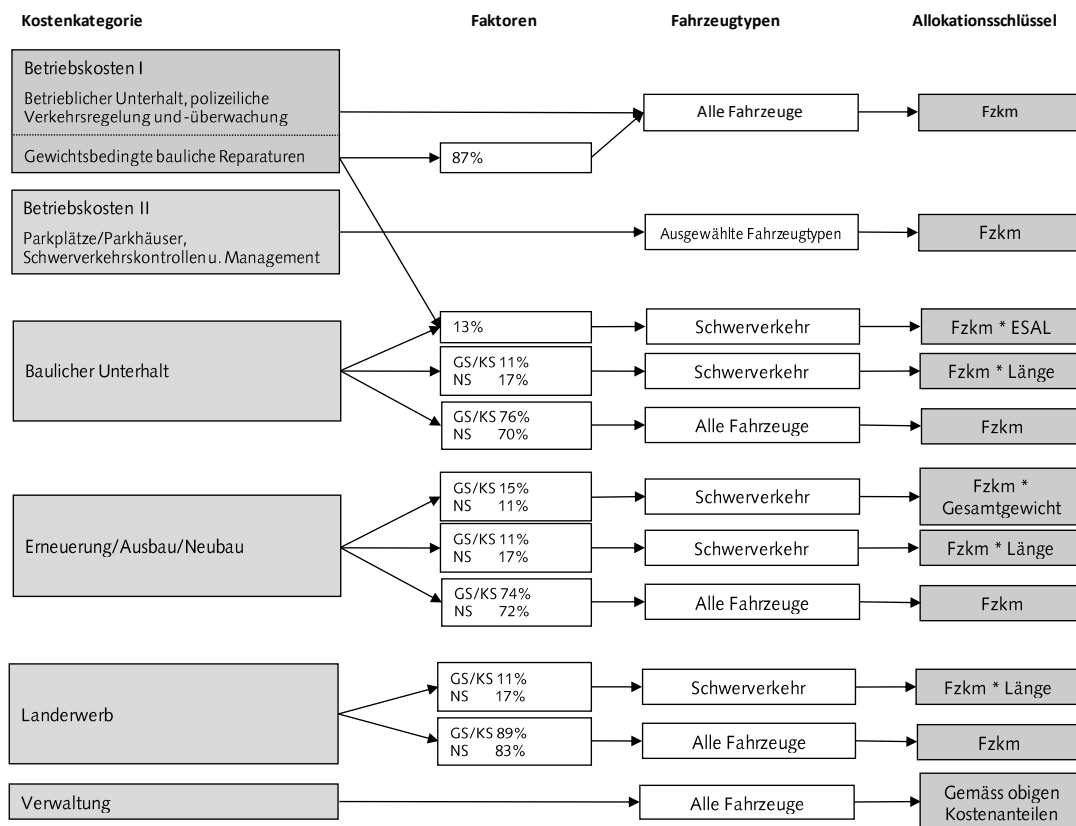 Kostenkategorie
Faktoren
Fahrzeugtypen
Allokationsschlüssel
Betriebskosten I
Betrieblicher Unterhalt, polizeiliche
Verkehrsregelung und -überwachung
Alle Fahrzeuge
Fzkm
Gewichtsbedingte bauliche Reparaturen
87%
Betriebskosten II
Parkplätze/Parkhäuser,
Schwerverkehrskontrollen u. Management
Ausgewählte Fahrzeugtypen
Fzkm
Baulicher Unterhalt
13%
Schwerverkehr
Fzkm * ESAL
GS/KS 11%
NS 17%
Schwerverkehr
Fzkm * Länge
GS/KS 76%
NS 70%
Alle Fahrzeuge
Fzkm
Erneuerung/Ausbau/Neubau
GS/KS 15%
NS 11%
Schwerverkehr
Fzkm *
Gesamtgewicht
GS/KS 11%
NS 17%
Schwerverkehr
Fzkm * Länge
GS/KS 74%
NS 72%
Alle Fahrzeuge
Fzkm
Landerwerb
GS/KS 11%
NS 17%
Schwerverkehr
Fzkm * Länge
GS/KS 89%
NS 83%
Alle Fahrzeuge
Fzkm
Verwaltung
Alle Fahrzeuge
Gemäss obigen
Kostenanteilen